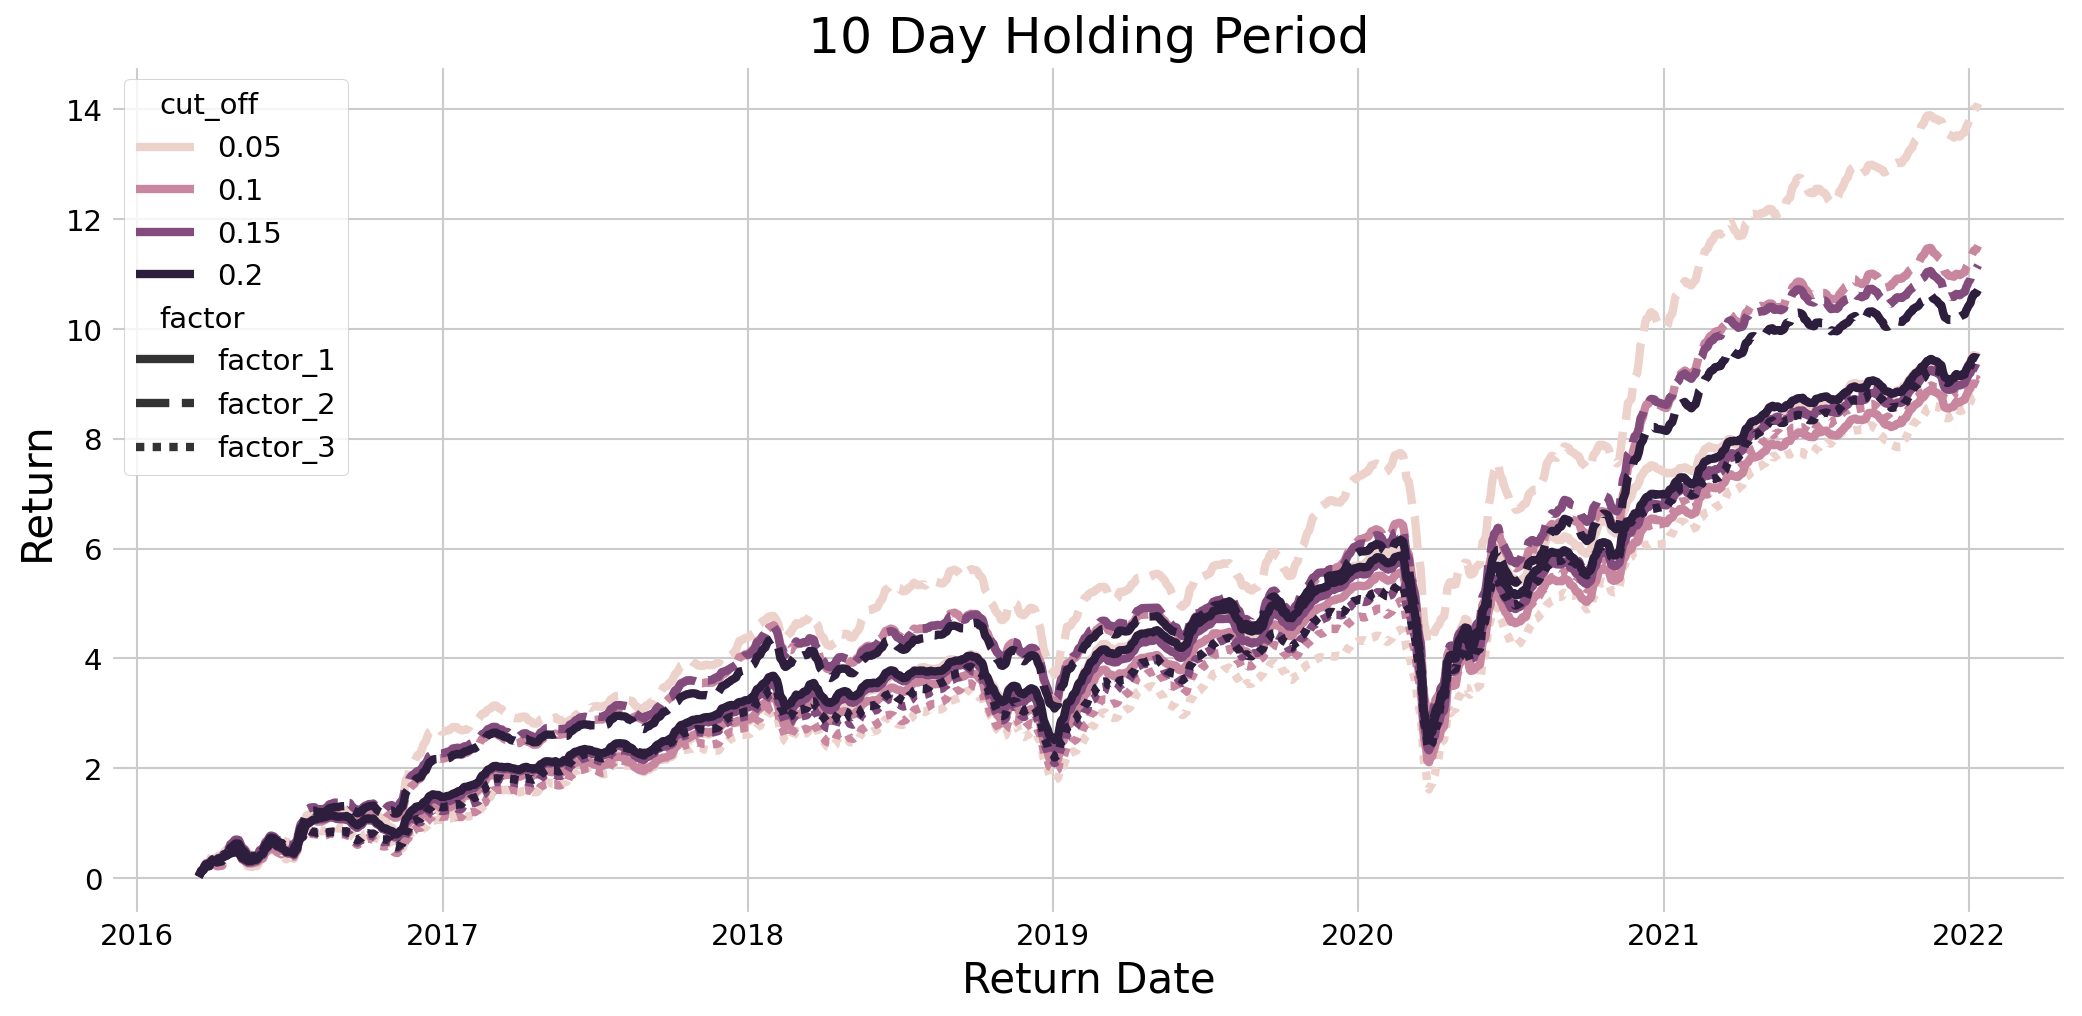 10 Day Holding Period
cut_off
0.05
0.1
0.15
0.2
factor
factor_1
factor_2
factor_3
Return
14
12
10
8
6
4
2
0
2016 2017 2018 2019 2020 2021 2022
Return Date